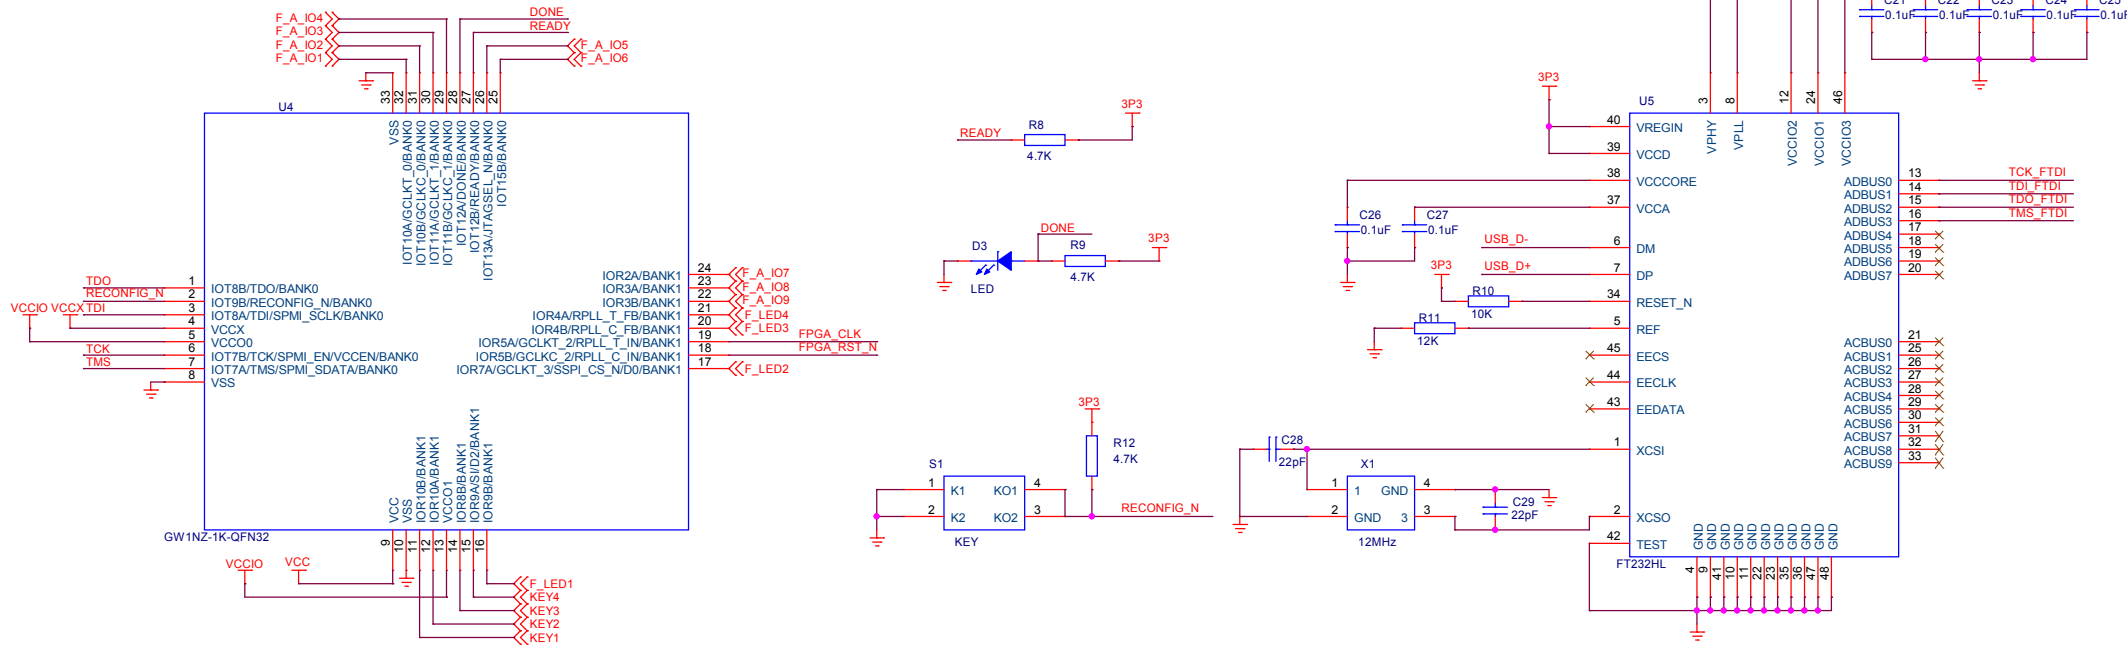 F_A_IO4
F_A_IO3
F_A_IO2
F_A_IO1
DONE
READY
F_A_IO5
F_A_IO6
33
32
31
30
29
28
27
26
25
U4
VSS
IOT10A/GCLKT_0/BANK0
IOT10B/GCLKC_0/BANK0
IOT11A/GCLKT_1/BANK0
IOT11B/GCLKC_1/BANK0
IOT12A/DONE/BANK0
IOT12B/READY/BANK0
IOT13A/JTAGSEL_N/BANK0
IOT15B/BANK0
TDO
RECONFIG_N
VCCIO VCCX TDI
TCK
TMS
1
2
3
4
5
6
7
8
IOT8B/TDO/BANK0
IOT9B/RECONFIG_N/BANK0
IOT8A/TDI/SPMI_SCLK/BANK0
VCCX
VCCO0
IOT7B/TCK/SPMI_EN/VCCEN/BANK0
IOT7A/TMS/SPMI_SDATA/BANK0
VSS
IOR2A/BANK1
IOR3A/BANK1
IOR3B/BANK1
IOR4A/RPLL_T_FB/BANK1
IOR4B/RPLL_C_FB/BANK1
IOR5A/GCLKT_2/RPLL_T_IN/BANK1
IOR5B/GCLKC_2/RPLL_C_IN/BANK1
IOR7A/GCLKT_3/SSPI_CS_N/D0/BANK1
24
23
22
21
20
19
18
17
F_A_IO7
F_A_IO8
F_A_IO9
F_LED4
F_LED3
FPGA_CLK
FPGA_RST_N
F_LED2
VCC
VSS
IOR10B/BANK1
IOR10A/BANK1
VCCO1
IOR8B/BANK1
IOR9A/SI/D2/BANK1
IOR9B/BANK1
GW1NZ-1K-QFN32
9
10
11
12
13
14
15
16
VCCIO
VCC
F_LED1
KEY4
KEY3
KEY2
KEY1
READY
R8
4.7K
3P3
D3
LED
DONE
R9
4.7K
3P3
3P3
R12
4.7K
S1
1
2
K1
K2
KO1
KO2
4
3
KEY
RECONFIG_N
C21
C22
C23
C24
C25
0.1uF
0.1uF
0.1uF
0.1uF
0.1uF
3P3
U5
3
8
12
24
46
VPHY
VPLL
VCCIO2
VCCIO1
VCCIO3
40
39
38
37
6
7
34
5
45
44
43
1
2
42
VREGIN
VCCD
VCCCORE
VCCA
DM
DP
RESET_N
REF
EECS
EECLK
EEDATA
XCSI
XCSO
TEST
C26
0.1uF
C27
0.1uF
USB_D-
USB_D+
3P3
R10
10K
R11
12K
C28
22pF
X1
1
2
1
GND
GND
3
4
3
12MHz
C29
22pF
ADBUS0
ADBUS1
ADBUS2
ADBUS3
ADBUS4
ADBUS5
ADBUS6
ADBUS7
13
14
15
16
17
18
19
20
TCK_FTDI
TDI_FTDI
TDO_FTDI
TMS_FTDI
ACBUS0
ACBUS1
ACBUS2
ACBUS3
ACBUS4
ACBUS5
ACBUS6
ACBUS7
ACBUS8
ACBUS9
21
25
26
27
28
29
30
31
32
33
GND
GND
GND
GND
GND
GND
GND
GND
GND
GND
GND
FT232HL
4
9
41
10
11
22
23
35
36
47
48